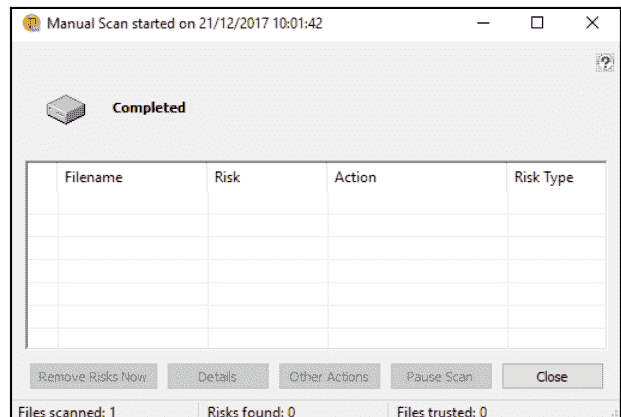 Manual Scan started on 21/12/2017 10:01:42
?
Completed
Filename Risk Action Risk Type
Remove Risks Now Details Other Actions Pause Scan Close
Files scanned: 1 Risks found: 0 Files trusted: 0